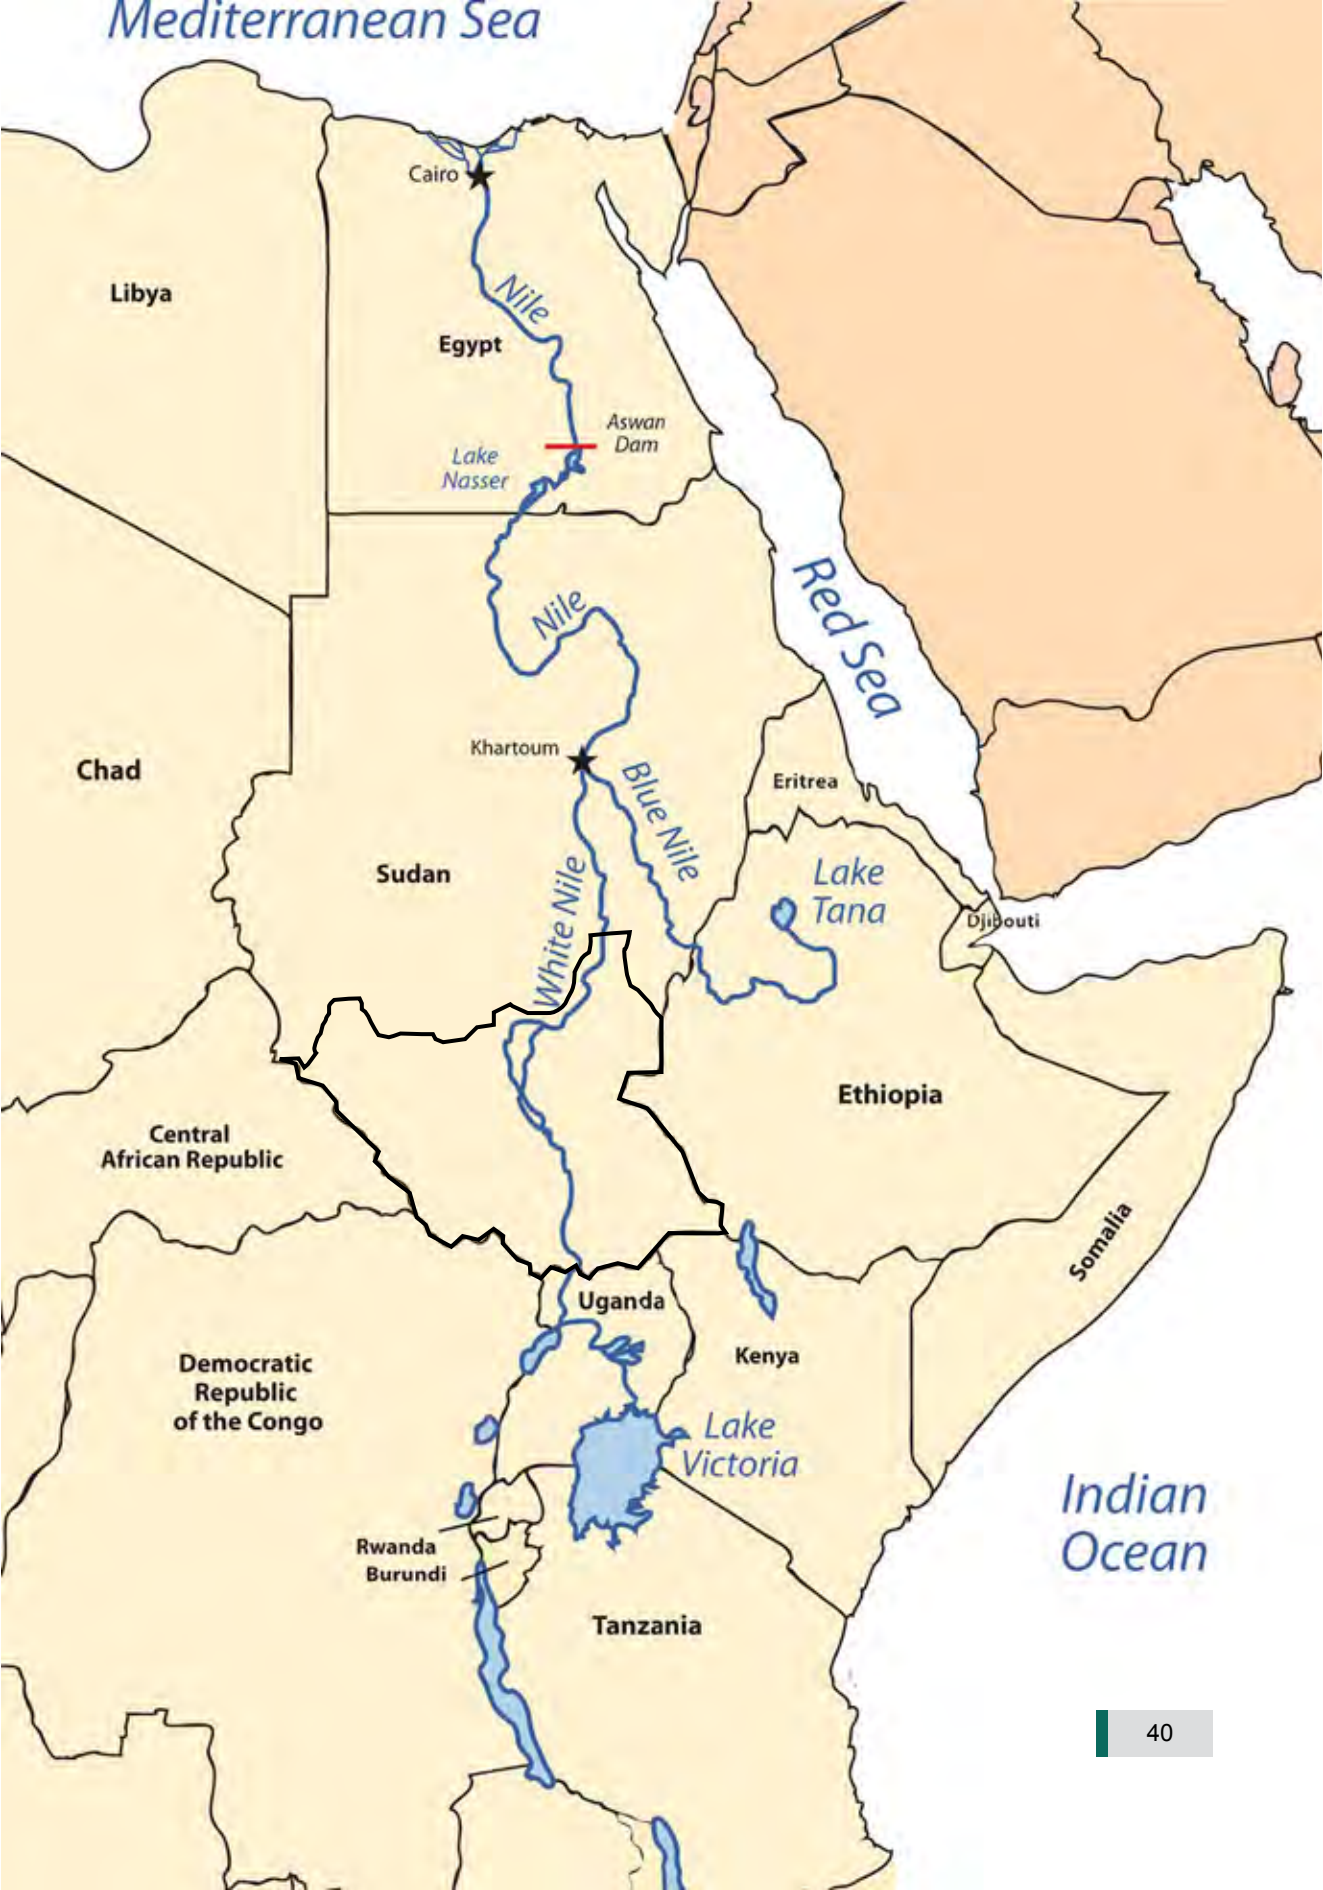 Mediterranean Sea
Cairo
Libya
Nile
Egypt
Aswan
Dam
Lake
Nasser
Red Sea
Nile
Khartoum
Chad
Blue Nile
Eritrea
Sudan
White Nile
Lake
Tana
Djibouti
Ethiopia
Central
African Republic
Somalia
Uganda
Democratic
Republic
of the Congo
Kenya
Lake
Victoria
Indian
Ocean
Rwanda
Burundi
Tanzania
40